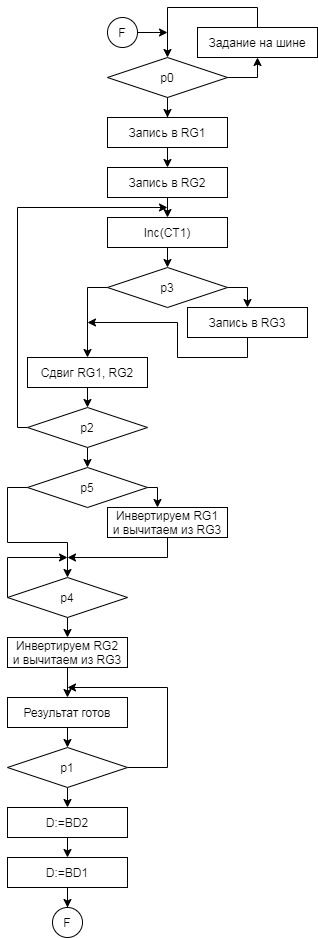 F
Задание на шине
p0
Запись в RG1
Запись в RG2
Inc(CT1)
p3
Запись в RG3
Сдвиг RG1, RG2
p2
p5
Инвертируем RG1
и вычитаем из RG3
p4
Инвертируем RG2
и вычитаем из RG3
Результат готов
p1
D:=BD2
D:=BD1
F